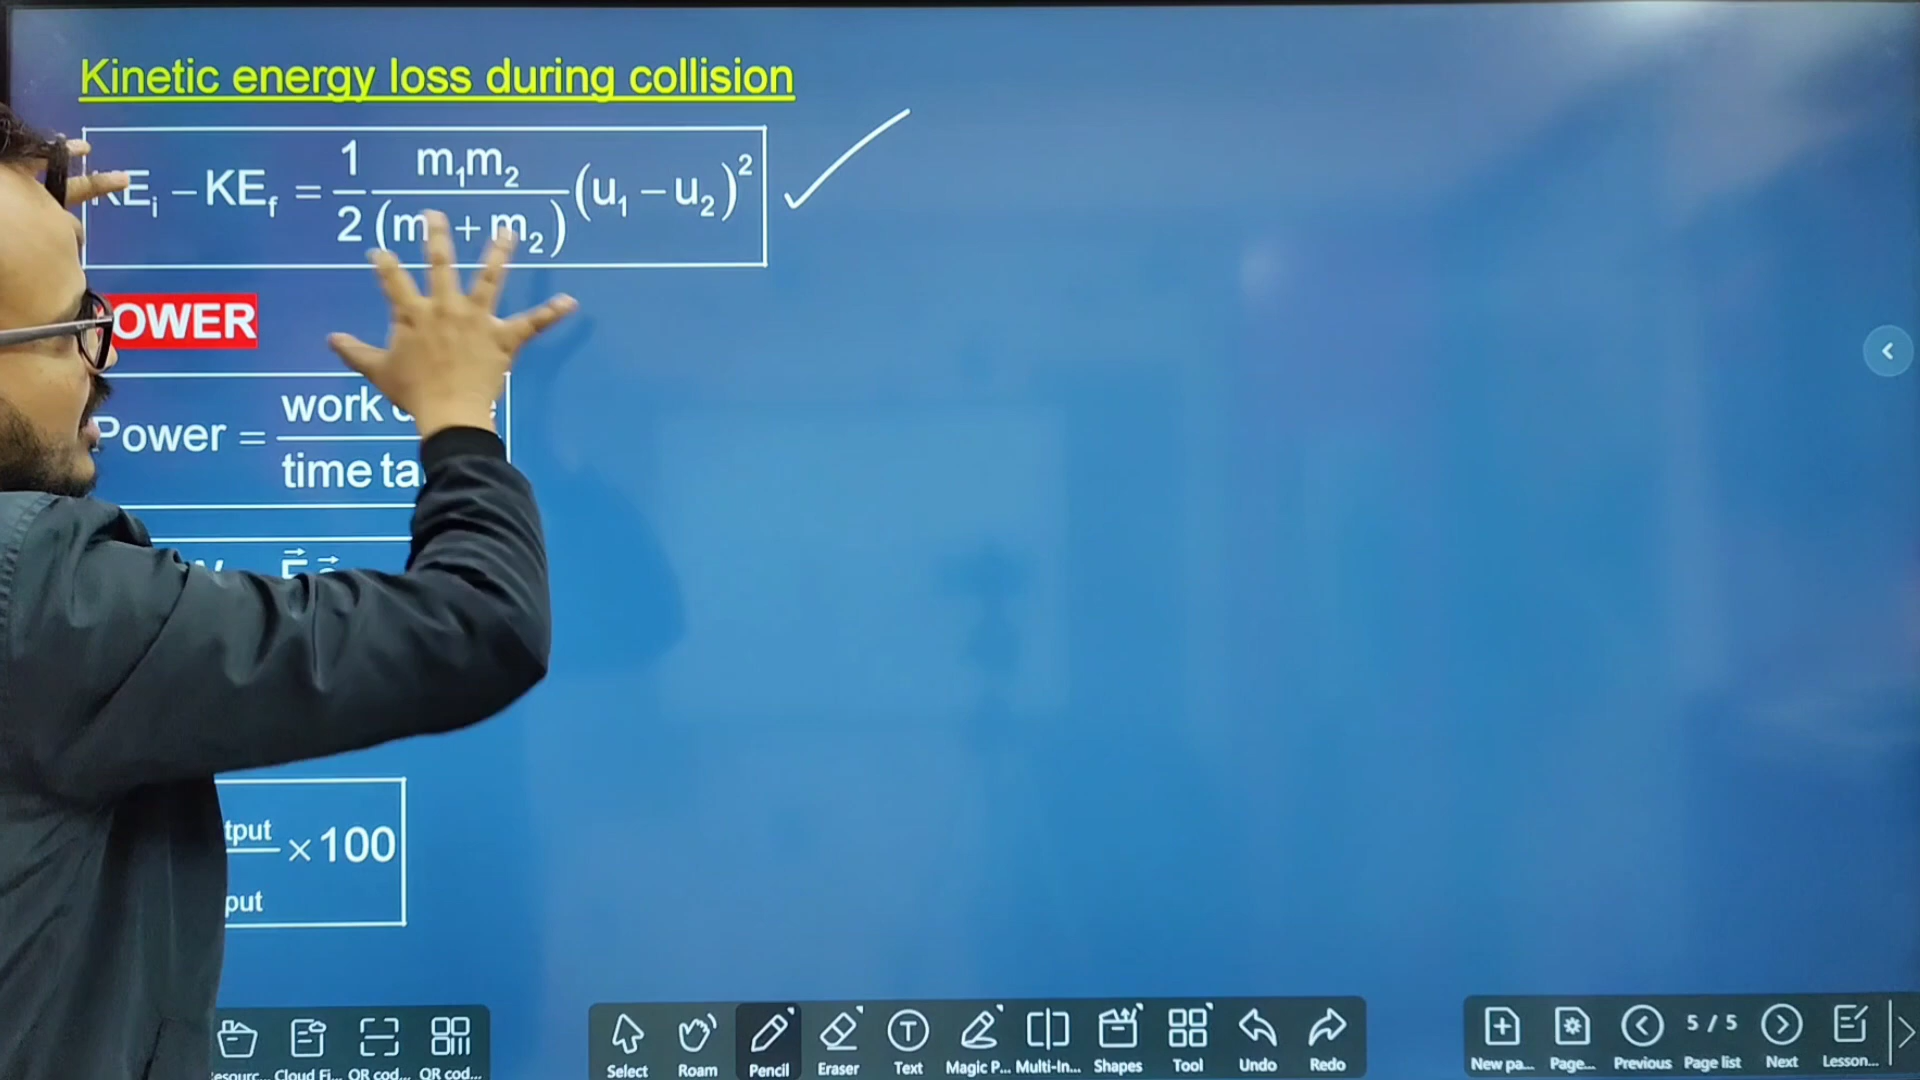 Kinetic energy loss during collision
KEᵢ − KE_f = 1/2 m₁m₂/(m + m₂) (u₁ − u₂)²
OWER
Power = work / time ta
F
tput
put
× 100
Select Roam Pencil Eraser Text Magic P... Multi-In... Shapes Tool Undo Redo
esourc... Cloud Fi... QR cod... QR cod...
5 / 5
New pa... Page... Previous Page list Next Lesson...